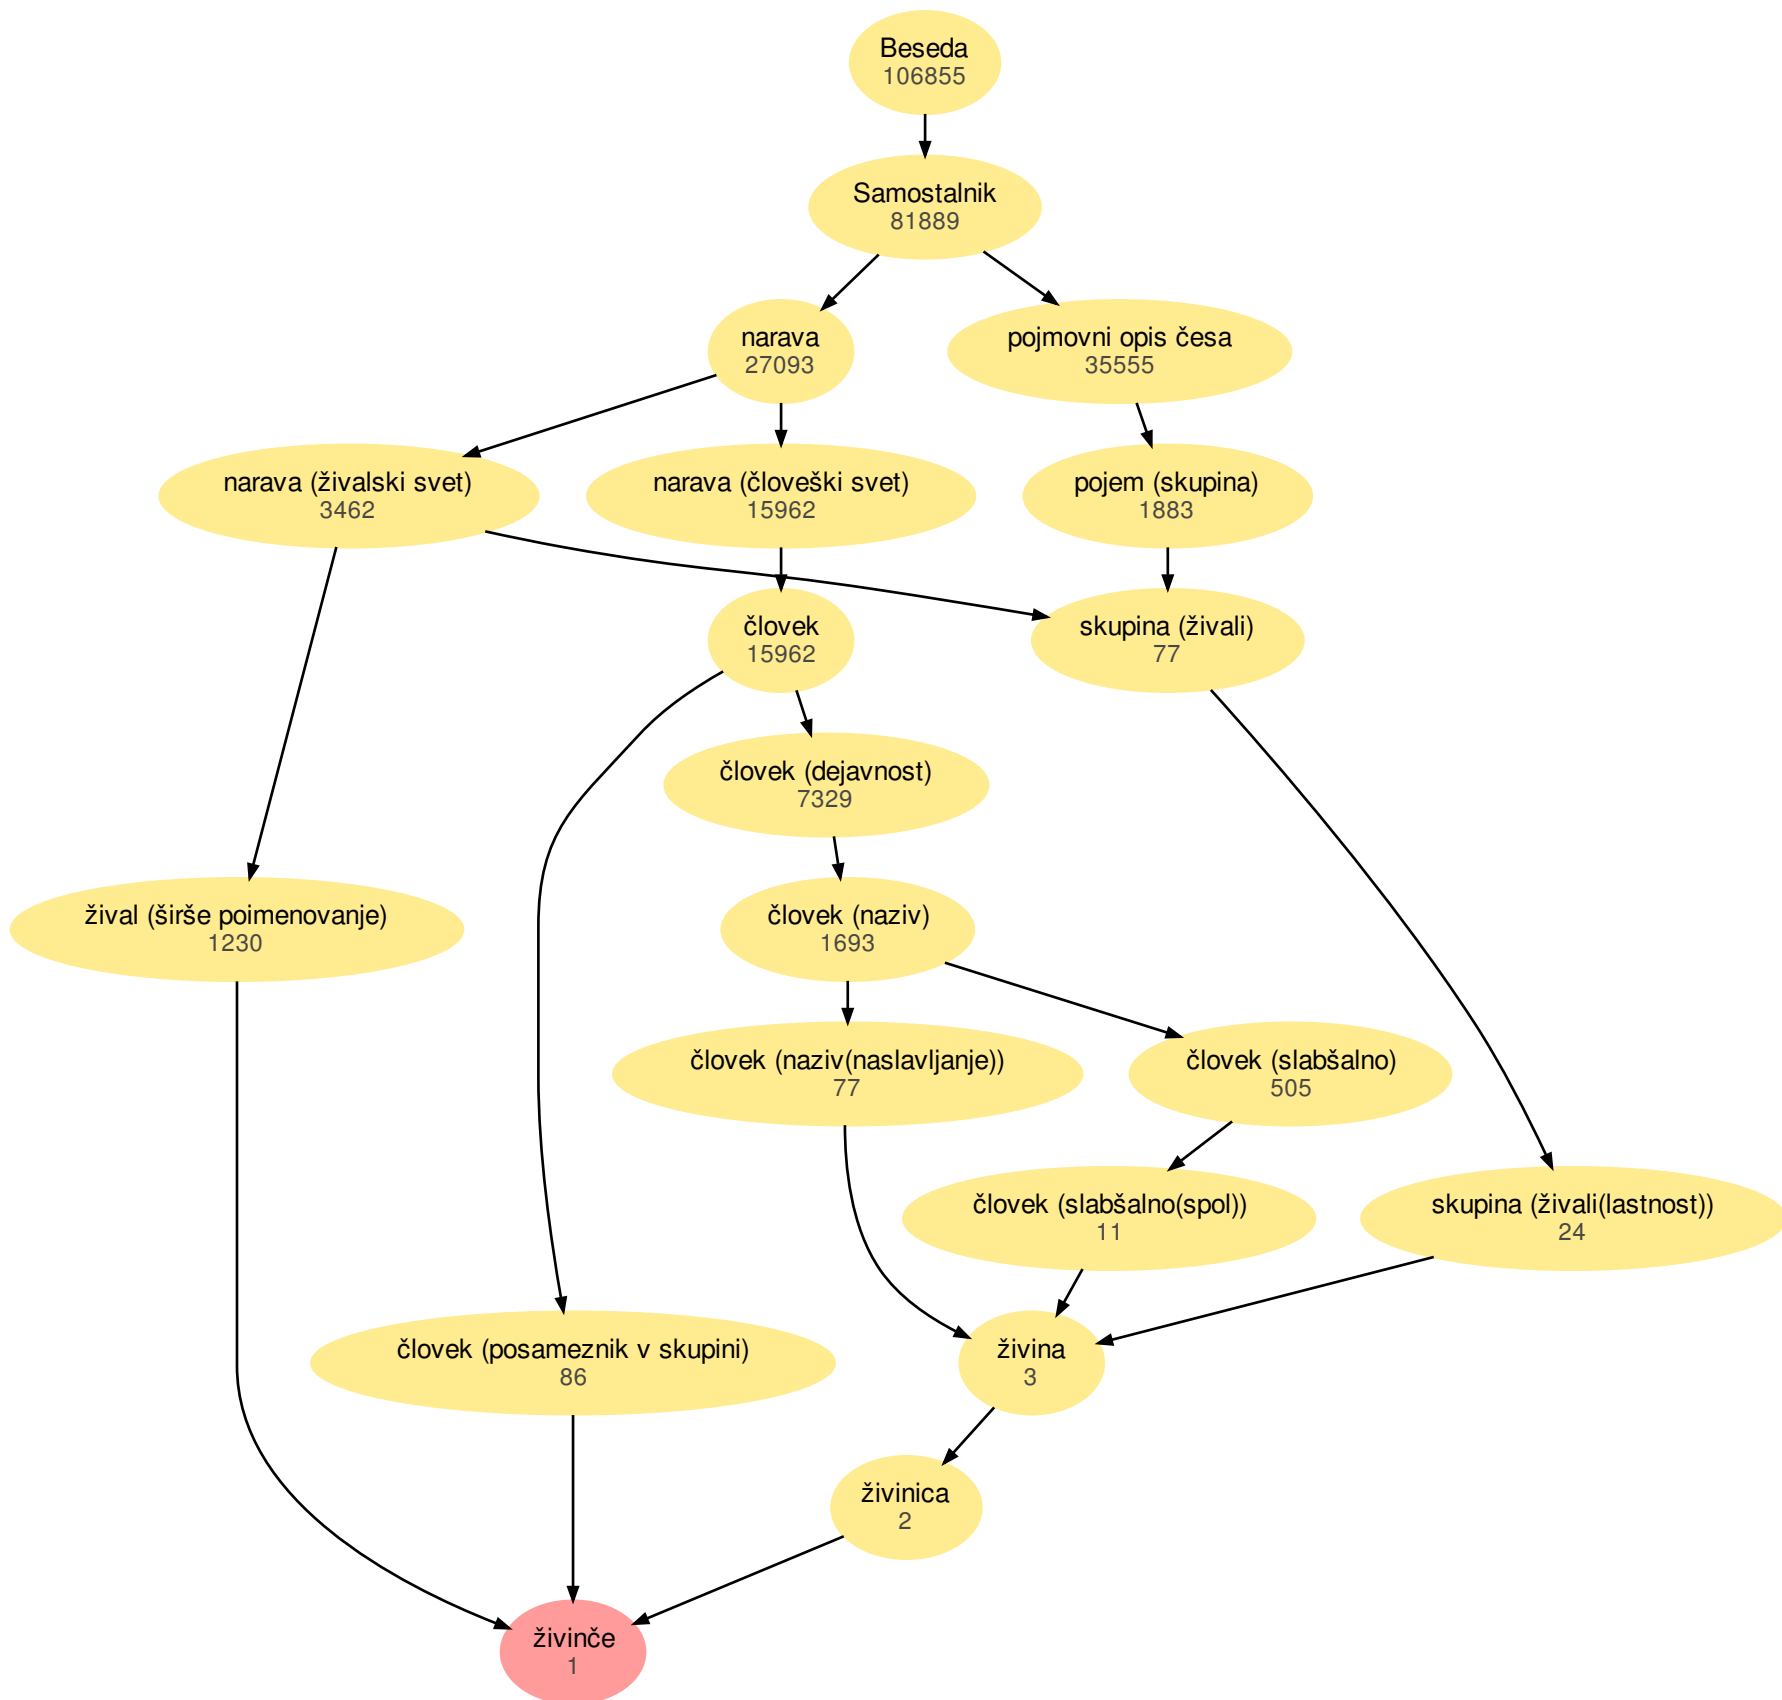 Beseda
106855
Samostalnik
81889
narava
27093
pojmovni opis česa
35555
narava (živalski svet)
3462
narava (človeški svet)
15962
pojem (skupina)
1883
človek
15962
skupina (živali)
77
človek (dejavnost)
7329
žival (širše poimenovanje)
1230
človek (naziv)
1693
človek (naziv(naslavljanje))
77
človek (slabšalno)
505
človek (slabšalno(spol))
11
skupina (živali(lastnost))
24
človek (posameznik v skupini)
86
živina
3
živinica
2
živinče
1